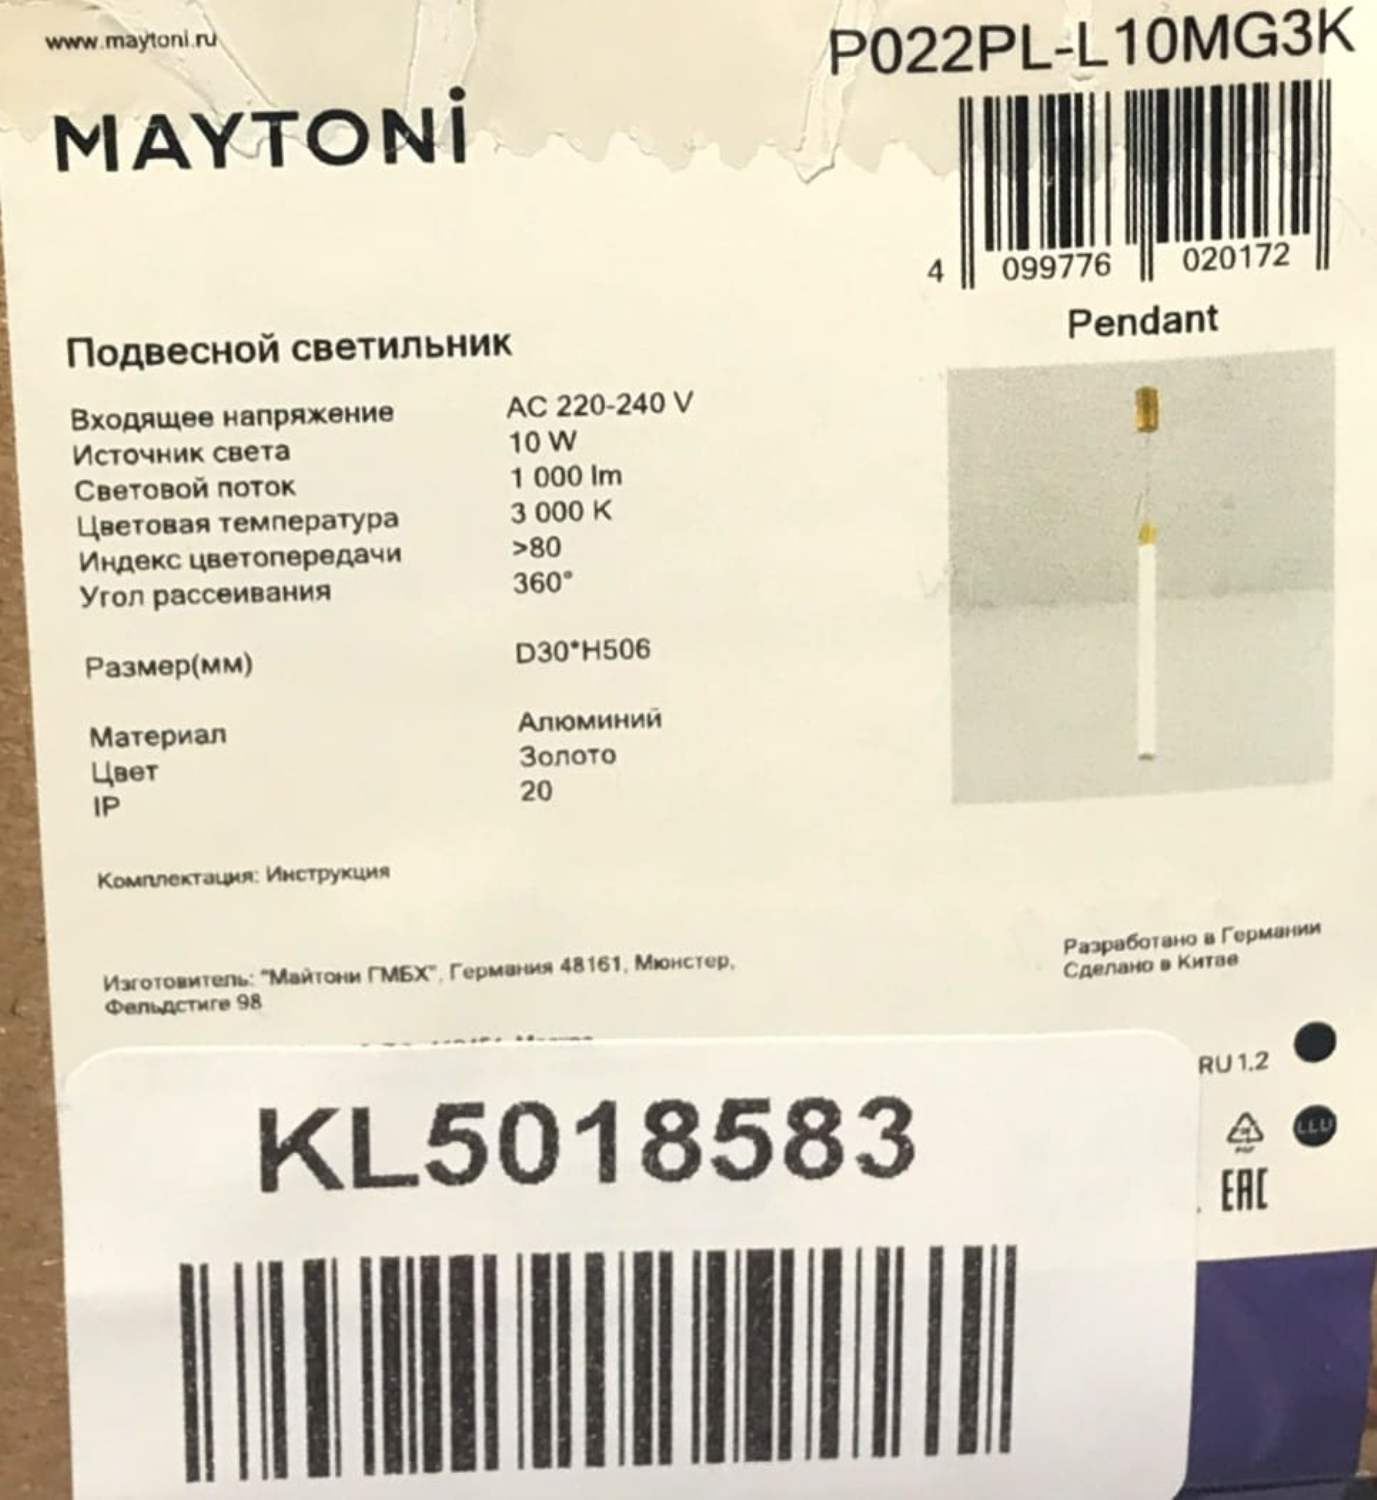 www.maytoni.ru
P022PL-L10MG3K
MAYTONi
4 099776 020172
Pendant
Подвесной светильник
Входящее напряжение AC 220-240 V
Источник света 10 W
Световой поток 1 000 lm
Цветовая температура 3 000 K
Индекс цветопередачи >80
Угол рассеивания 360°
Размер(мм) D30*H506
Материал Алюминий
Цвет Золото
IP 20
Комплектация: Инструкция
Изготовитель: "Майтони ГМБХ", Германия 48161, Мюнстер,
Фельдстиге 98
Разработано в Германии
Сделано в Китае
RU 1.2
LLU
EAC
KL5018583